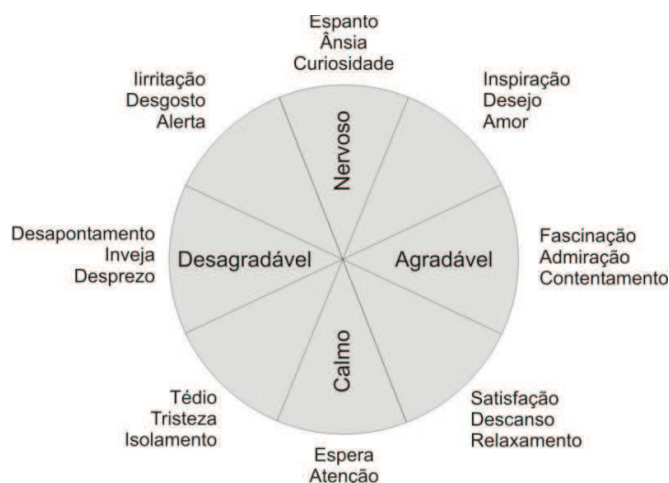 Espanto
Ânsia
Curiosidade
Iirritação
Desgosto
Alerta
Inspiração
Desejo
Amor
Nervoso
Desapontamento
Inveja
Desprezo
Desagradável
Agradável
Fascinação
Admiração
Contentamento
Calmo
Tédio
Tristeza
Isolamento
Satisfação
Descanso
Relaxamento
Espera
Atenção